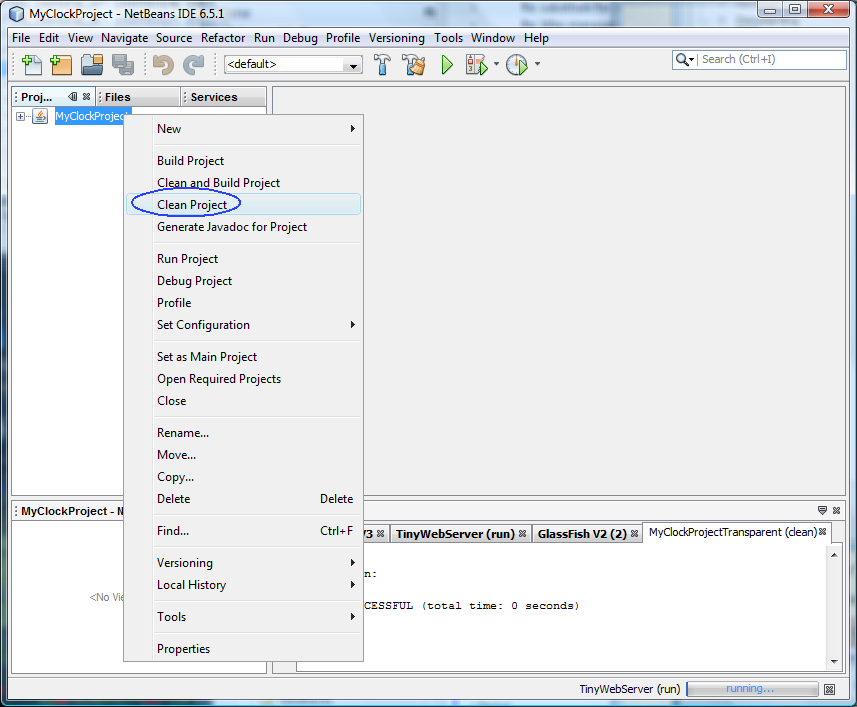 MyClockProject - NetBeans IDE 6.5.1
File Edit View Navigate Source Refactor Run Debug Profile Versioning Tools Window Help
<default>
Search (Ctrl+I)
Proj... Files Services
MyClockProject
New
Build Project
Clean and Build Project
Clean Project
Generate Javadoc for Project
Run Project
Debug Project
Profile
Set Configuration
Set as Main Project
Open Required Projects
Close
Rename...
Move...
Copy...
Delete Delete
Find... Ctrl+F
Versioning
Local History
Tools
Properties
MyClockProject - N
V3 TinyWebServer (run) GlassFish V2 (2) MyClockProjectTransparent (clean)
n:
CESSFUL (total time: 0 seconds)
<No Vie
TinyWebServer (run) running...